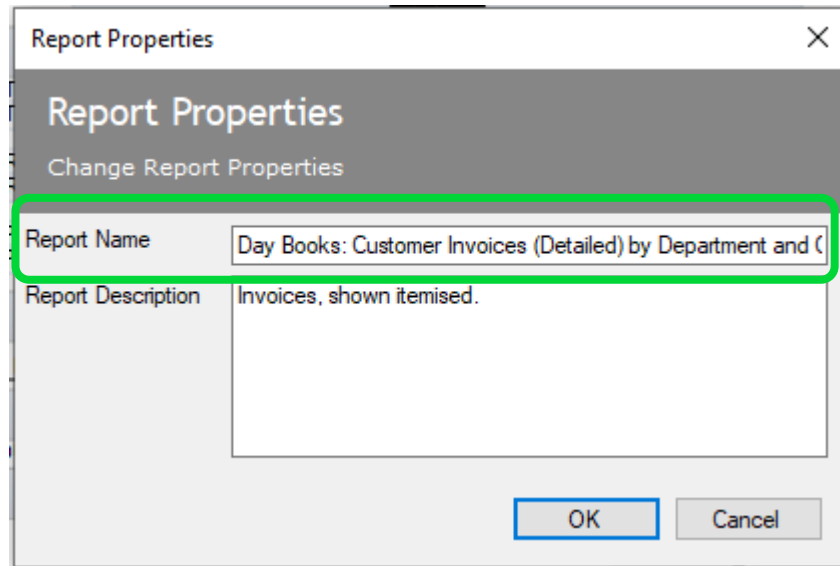 Report Properties
Report Properties
Change Report Properties
Report Name
Day Books: Customer Invoices (Detailed) by Department and
Report Description
Invoices, shown itemised.
OK
Cancel